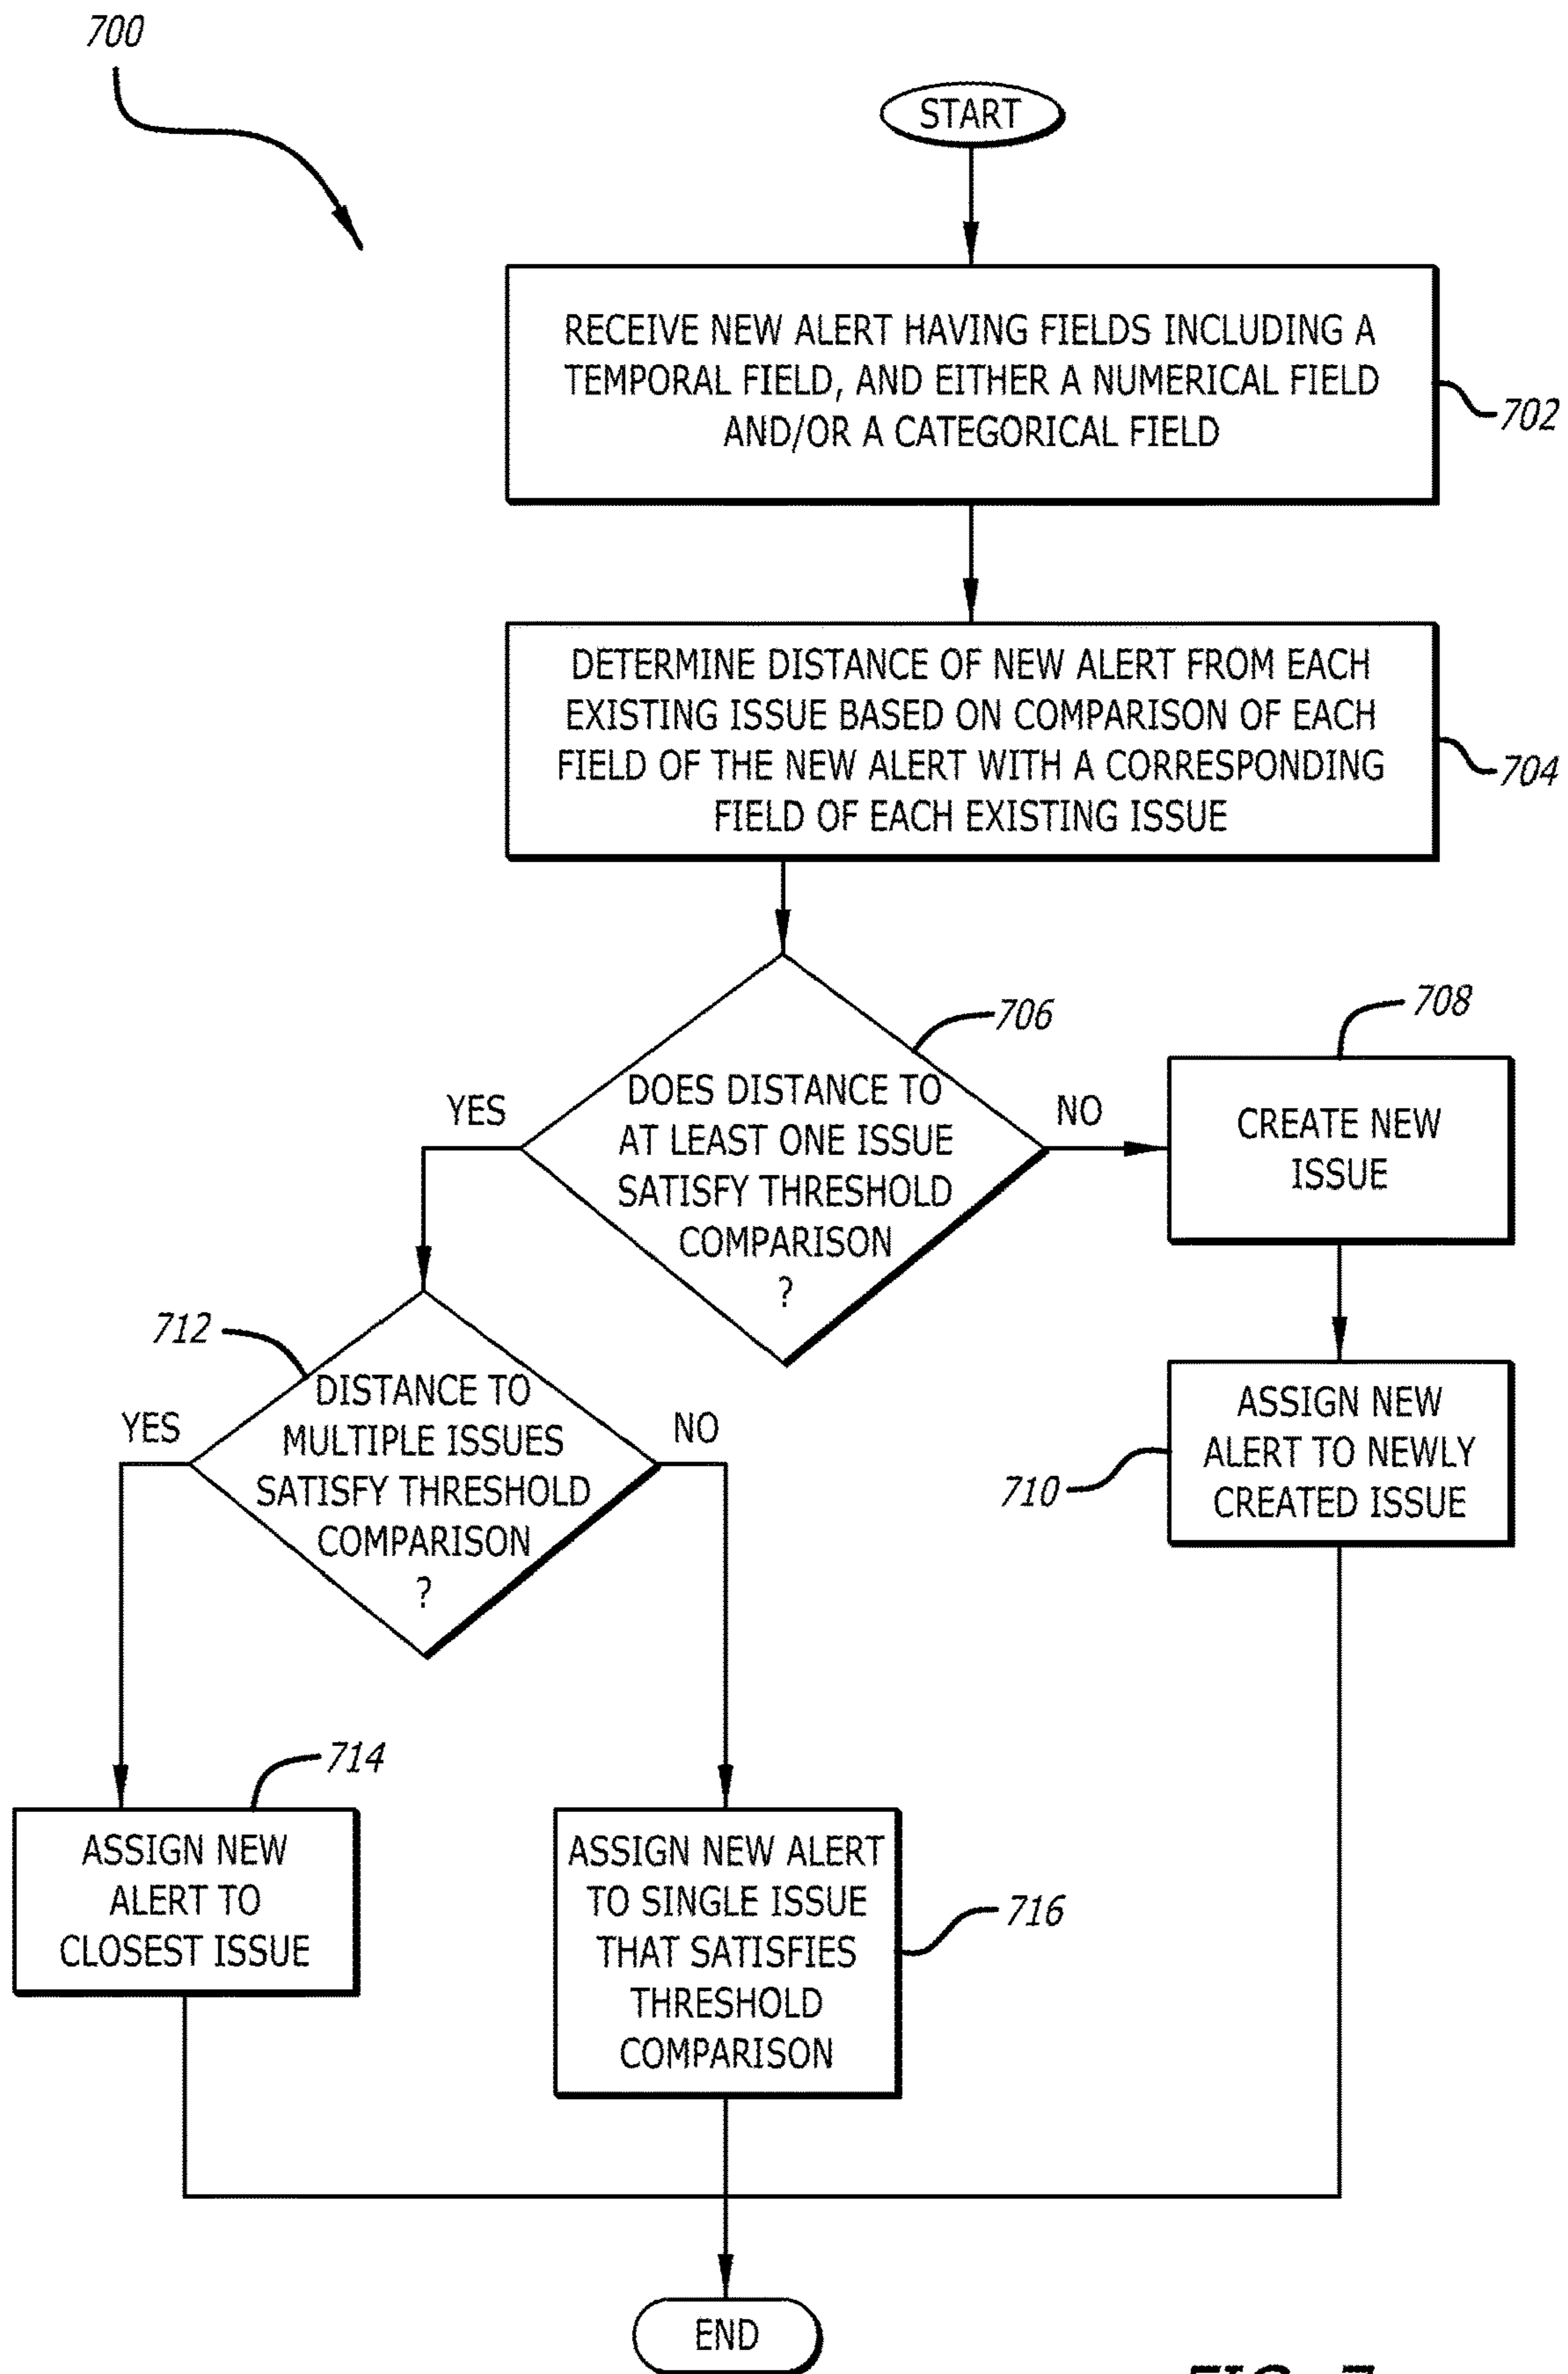 700
START
RECEIVE NEW ALERT HAVING FIELDS INCLUDING A
TEMPORAL FIELD, AND EITHER A NUMERICAL FIELD
AND/OR A CATEGORICAL FIELD
702
DETERMINE DISTANCE OF NEW ALERT FROM EACH
EXISTING ISSUE BASED ON COMPARISON OF EACH
FIELD OF THE NEW ALERT WITH A CORRESPONDING
FIELD OF EACH EXISTING ISSUE
704
706
DOES DISTANCE TO
AT LEAST ONE ISSUE
SATISFY THRESHOLD
COMPARISON
?
YES
NO
708
CREATE NEW
ISSUE
710
ASSIGN NEW
ALERT TO NEWLY
CREATED ISSUE
712
DISTANCE TO
MULTIPLE ISSUES
SATISFY THRESHOLD
COMPARISON
?
YES
NO
714
ASSIGN NEW
ALERT TO
CLOSEST ISSUE
ASSIGN NEW ALERT
TO SINGLE ISSUE
THAT SATISFIES
THRESHOLD
COMPARISON
716
END